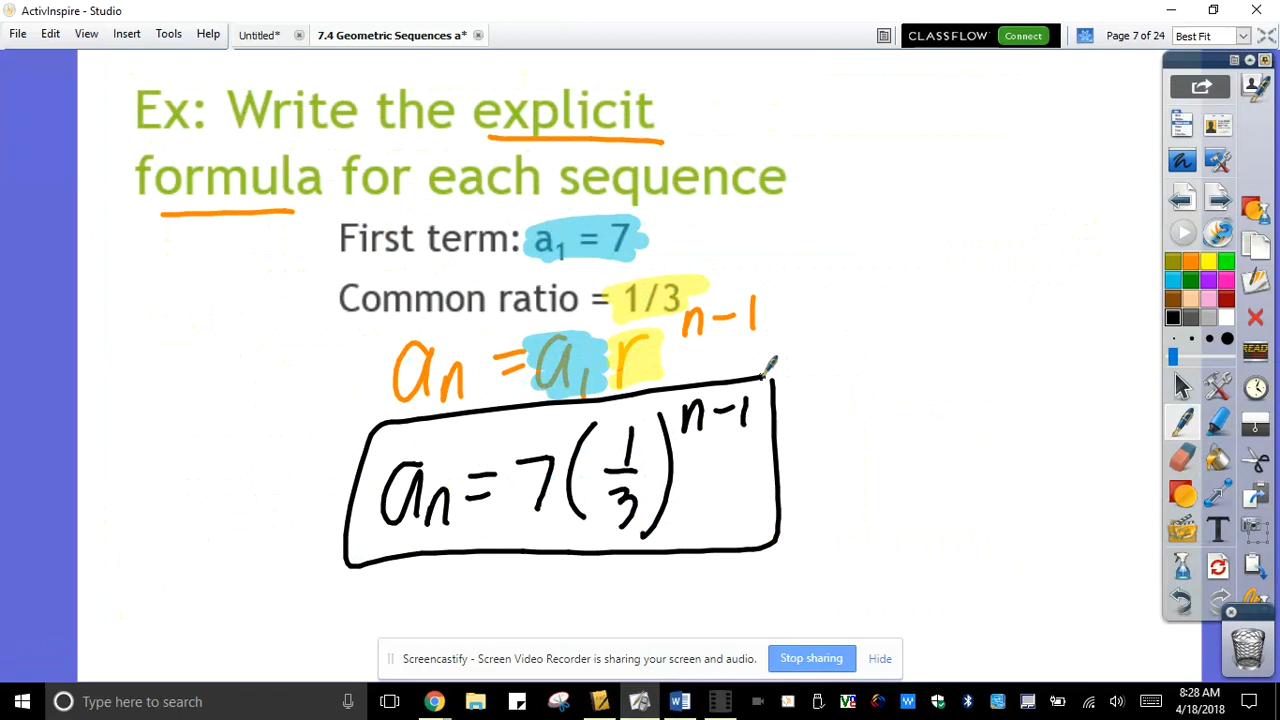 ActivInspire - Studio
File Edit View Insert Tools Help Untitled* 7.4 Geometric Sequences a* CLASSFLOW Connect Page 7 of 24 Best Fit
Ex: Write the explicit
formula for each sequence
First term: a₁ = 7
Common ratio = 1/3
aₙ = a₁ r ⁿ⁻¹
aₙ = 7(1/3)ⁿ⁻¹
Screencastify - Screen Video Recorder is sharing your screen and audio. Stop sharing Hide
Type here to search
8:28 AM
4/18/2018